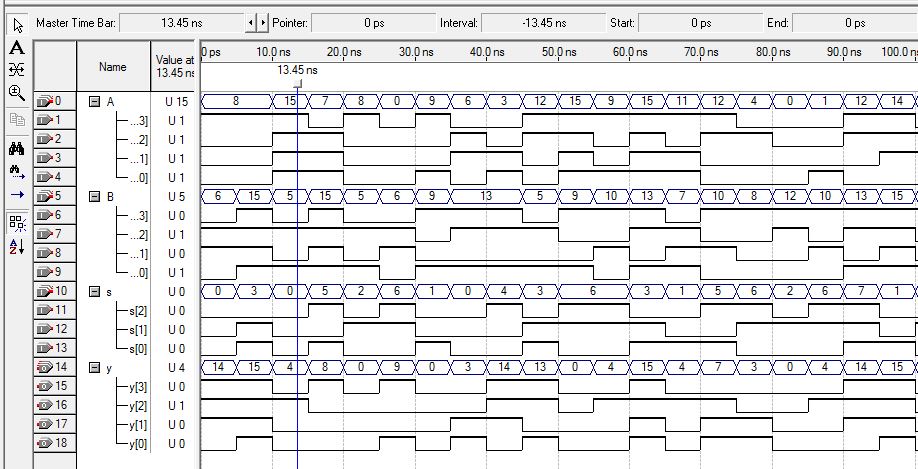 Master Time Bar: 13.45 ns Pointer: 0 ps Interval: -13.45 ns Start: 0 ps End: 0 ps
Name Value at 13.45 ns 0 ps 10.0 ns 20.0 ns 30.0 ns 40.0 ns 50.0 ns 60.0 ns 70.0 ns 80.0 ns 90.0 ns 100.0 n
13.45 ns
0 A U 15 8 15 7 8 0 9 6 3 12 15 9 15 11 12 4 0 1 12 14
1 ...3] U 1
2 ...2] U 1
3 ...1] U 1
4 ...0] U 1
5 B U 5 6 15 5 15 5 6 9 13 5 9 10 13 7 10 8 12 10 13 15
6 ...3] U 0
7 ...2] U 1
8 ...1] U 0
9 ...0] U 1
10 s U 0 0 3 0 5 2 6 1 0 4 3 6 3 1 5 6 2 6 7 1
11 s[2] U 0
12 s[1] U 0
13 s[0] U 0
14 y U 4 14 15 4 8 0 9 0 3 14 13 0 4 15 4 7 3 0 4 14 15
15 y[3] U 0
16 y[2] U 1
17 y[1] U 0
18 y[0] U 0